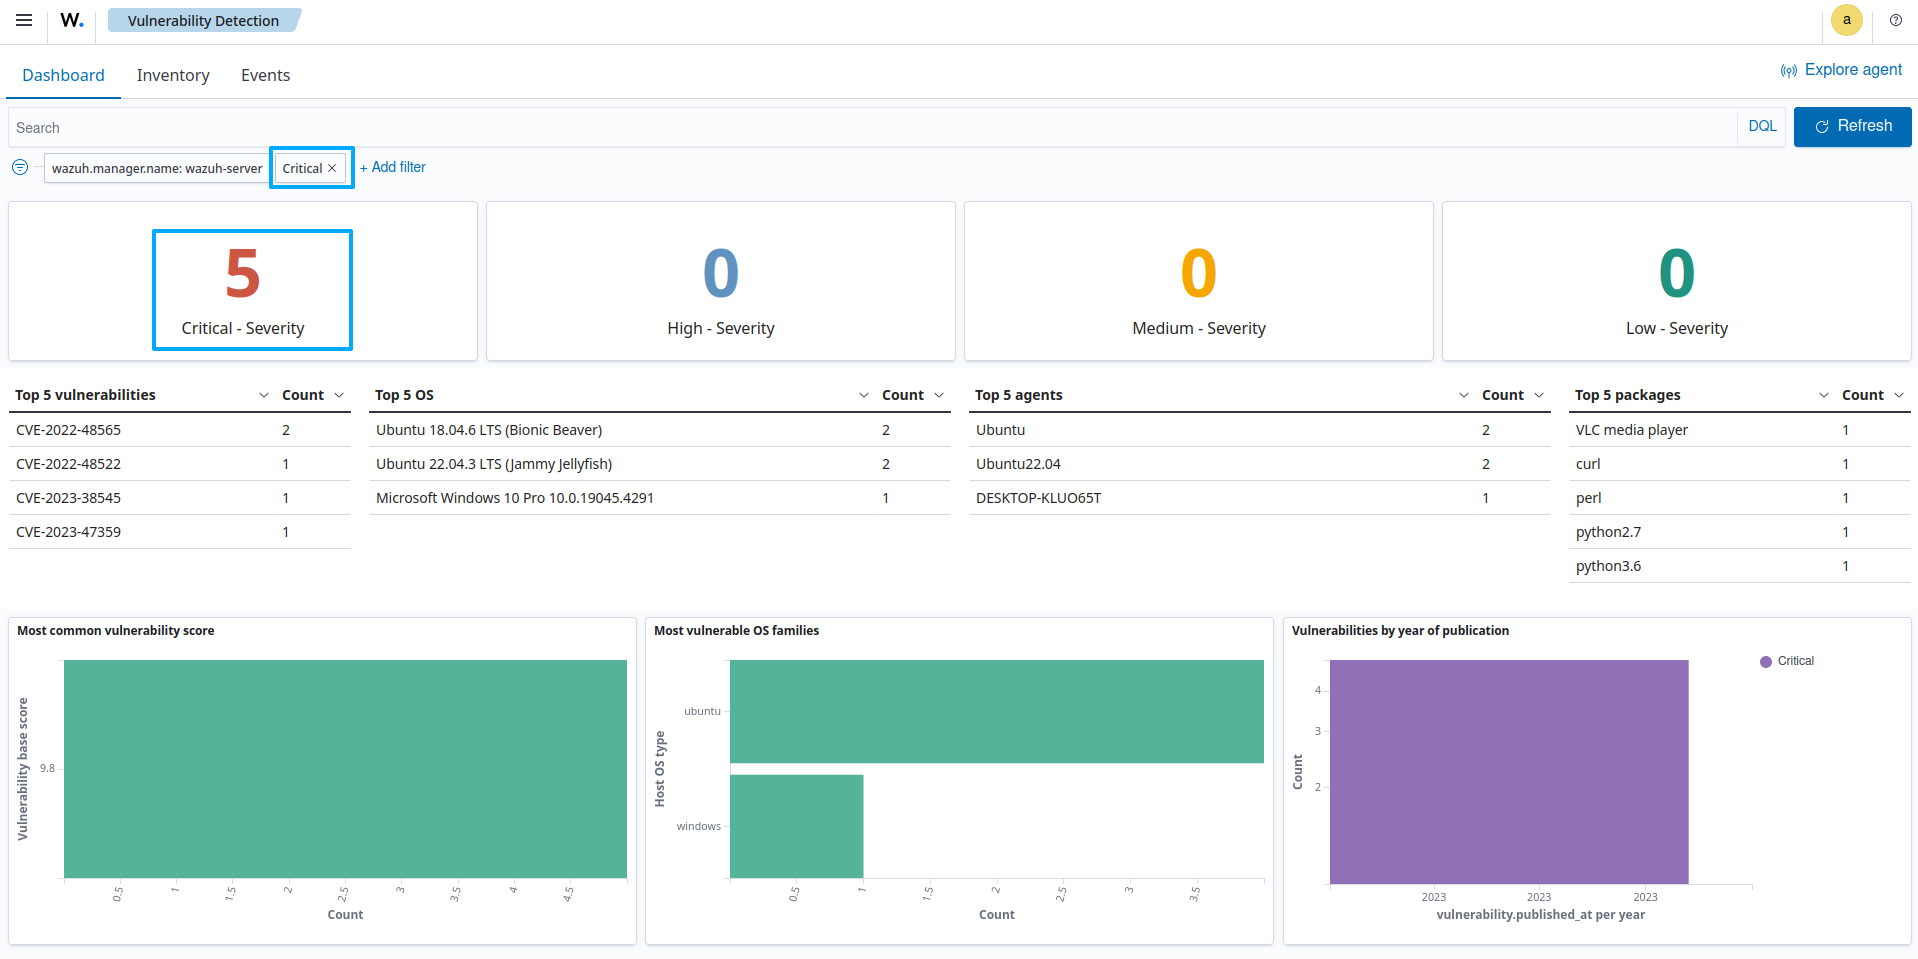 W. Vulnerability Detection a
Dashboard Inventory Events Explore agent
Search DQL Refresh
wazuh.manager.name: wazuh-server Critical × + Add filter
5 0 0 0
Critical - Severity High - Severity Medium - Severity Low - Severity
Top 5 vulnerabilities Count Top 5 OS Count Top 5 agents Count Top 5 packages Count
CVE-2022-48565 2 Ubuntu 18.04.6 LTS (Bionic Beaver) 2 Ubuntu 2 VLC media player 1
CVE-2022-48522 1 Ubuntu 22.04.3 LTS (Jammy Jellyfish) 2 Ubuntu22.04 2 curl 1
CVE-2023-38545 1 Microsoft Windows 10 Pro 10.0.19045.4291 1 DESKTOP-KLUO65T 1 perl 1
CVE-2023-47359 1 python2.7 1
python3.6 1
Most common vulnerability score
Vulnerability base score
9.8
0.5 1 1.5 2 2.5 3 3.5 4 4.5
Count
Most vulnerable OS families
Host OS type
ubuntu
windows
0.5 1 1.5 2 2.5 3 3.5
Count
Vulnerabilities by year of publication
Critical
Count
4
3
2
2023 2023 2023
vulnerability.published_at per year